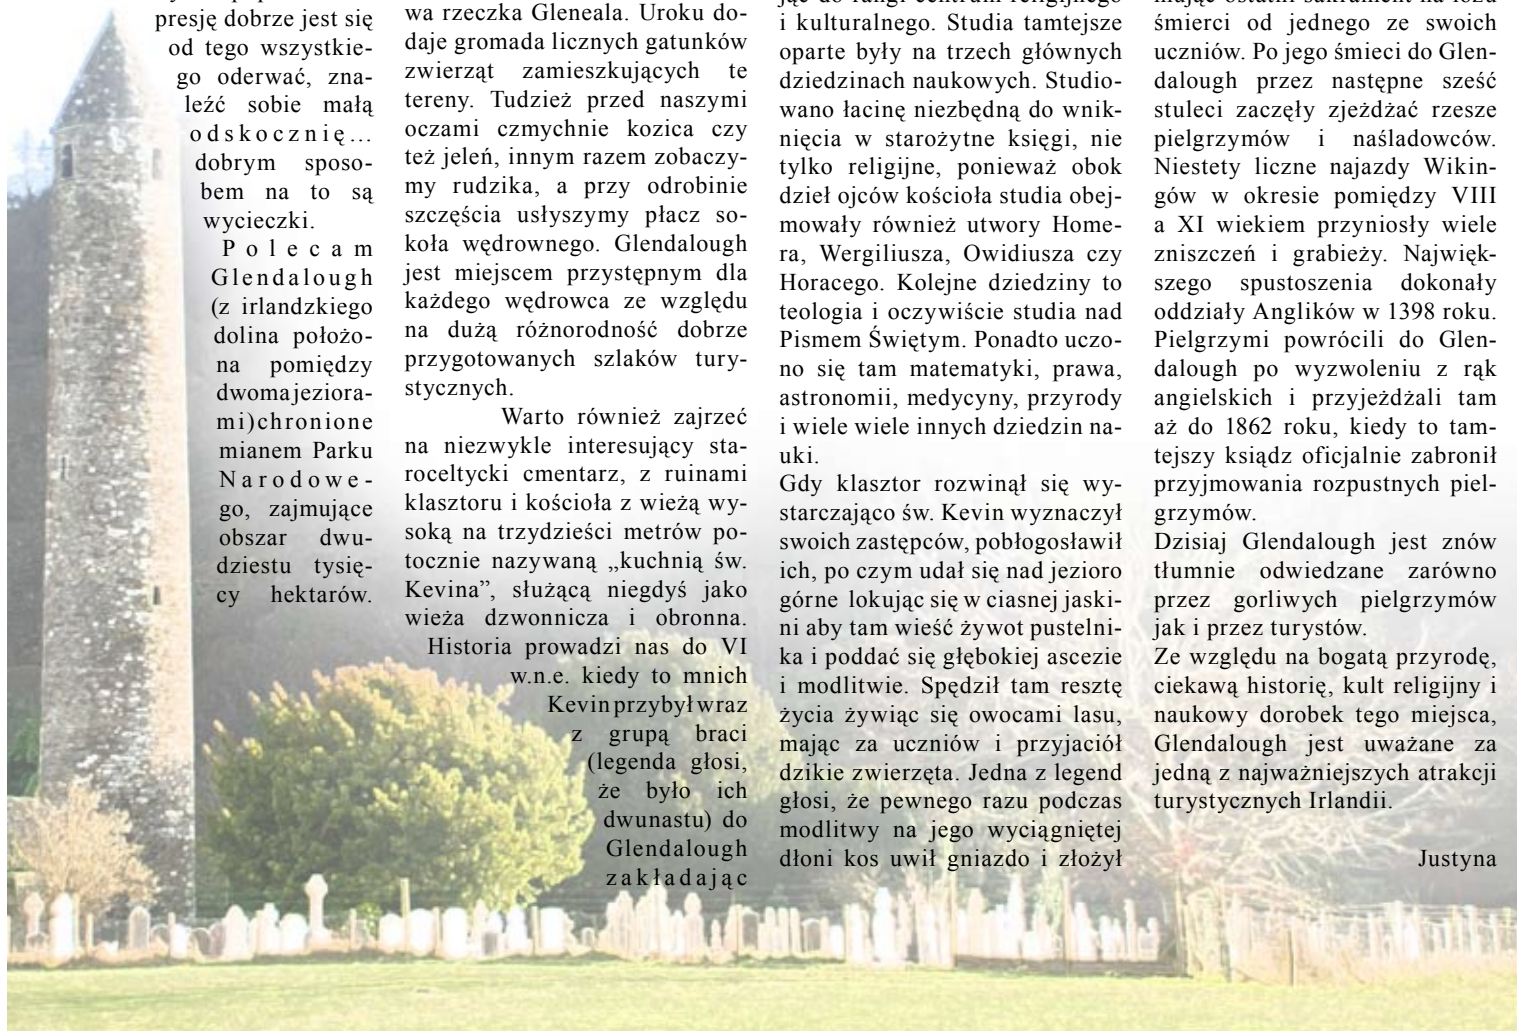 presję dobrze jest się
od tego wszystkie-
go oderwać, zna-
leźć sobie małą
odskocznię...
dobrym sposo-
bem na to są
wycieczki.
Polecam
Glendalough
(z irlandzkiego
dolina położo-
na pomiędzy
dwomajeziora-
mi)chronione
mianem Parku
Narodowe-
go, zajmujące
obszar dwu-
dziestu tysię-
cy hektarów.
wa rzeczka Gleneala. Uroku do-
daje gromada licznych gatunków
zwierząt zamieszkujących te
tereny. Tudzież przed naszymi
oczami czmychnie kozica czy
też jeleń, innym razem zobaczy-
my rudzika, a przy odrobinie
szczęścia usłyszymy płacz so-
koła wędrownego. Glendalough
jest miejscem przystępnym dla
każdego wędrowca ze względu
na dużą różnorodność dobrze
przygotowanych szlaków tury-
stycznych.
Warto również zajrzeć
na niezwykle interesujący sta-
roceltycki cmentarz, z ruinami
klasztoru i kościoła z wieżą wy-
soką na trzydzieści metrów po-
tocznie nazywaną „kuchnią św.
Kevina”, służącą niegdyś jako
wieża dzwonnicza i obronna.
Historia prowadzi nas do VI
w.n.e. kiedy to mnich
Kevin przybył wraz
z grupą braci
(legenda głosi,
że było ich
dwunastu) do
Glendalough
zakładając
jąc do rangi centrum religijnego
i kulturalnego. Studia tamtejsze
oparte były na trzech głównych
dziedzinach naukowych. Studio-
wano łacinę niezbędną do wnik-
nięcia w starożytne księgi, nie
tylko religijne, ponieważ obok
dzieł ojców kościoła studia obej-
mowały również utwory Home-
ra, Wergiliusza, Owidiusza czy
Horacego. Kolejne dziedziny to
teologia i oczywiście studia nad
Pismem Świętym. Ponadto uczo-
no się tam matematyki, prawa,
astronomii, medycyny, przyrody
i wiele wiele innych dziedzin na-
uki.
Gdy klasztor rozwinął się wy-
starczająco św. Kevin wyznaczył
swoich zastępców, pobłogosławił
ich, po czym udał się nad jezioro
górne lokując się w ciasnej jaski-
ni aby tam wieść żywot pustelni-
ka i poddać się głębokiej ascezie
i modlitwie. Spędził tam resztę
życia żywiąc się owocami lasu,
mając za uczniów i przyjaciół
dzikie zwierzęta. Jedna z legend
głosi, że pewnego razu podczas
modlitwy na jego wyciągniętej
dłoni kos uwił gniazdo i złożył
śmierci od jednego ze swoich
uczniów. Po jego śmieci do Glen-
dalough przez następne sześć
stuleci zaczęły zjeżdżać rzesze
pielgrzymów i naśladowców.
Niestety liczne najazdy Wikin-
gów w okresie pomiędzy VIII
a XI wiekiem przyniosły wiele
zniszczeń i grabieży. Najwięk-
szego spustoszenia dokonały
oddziały Anglików w 1398 roku.
Pielgrzymi powrócili do Glen-
dalough po wyzwoleniu z rąk
angielskich i przyjeżdżali tam
aż do 1862 roku, kiedy to tam-
tejszy ksiądz oficjalnie zabronił
przyjmowania rozpustnych piel-
grzymów.
Dzisiaj Glendalough jest znów
tłumnie odwiedzane zarówno
przez gorliwych pielgrzymów
jak i przez turystów.
Ze względu na bogatą przyrodę,
ciekawą historię, kult religijny i
naukowy dorobek tego miejsca,
Glendalough jest uważane za
jedną z najważniejszych atrakcji
turystycznych Irlandii.
Justyna